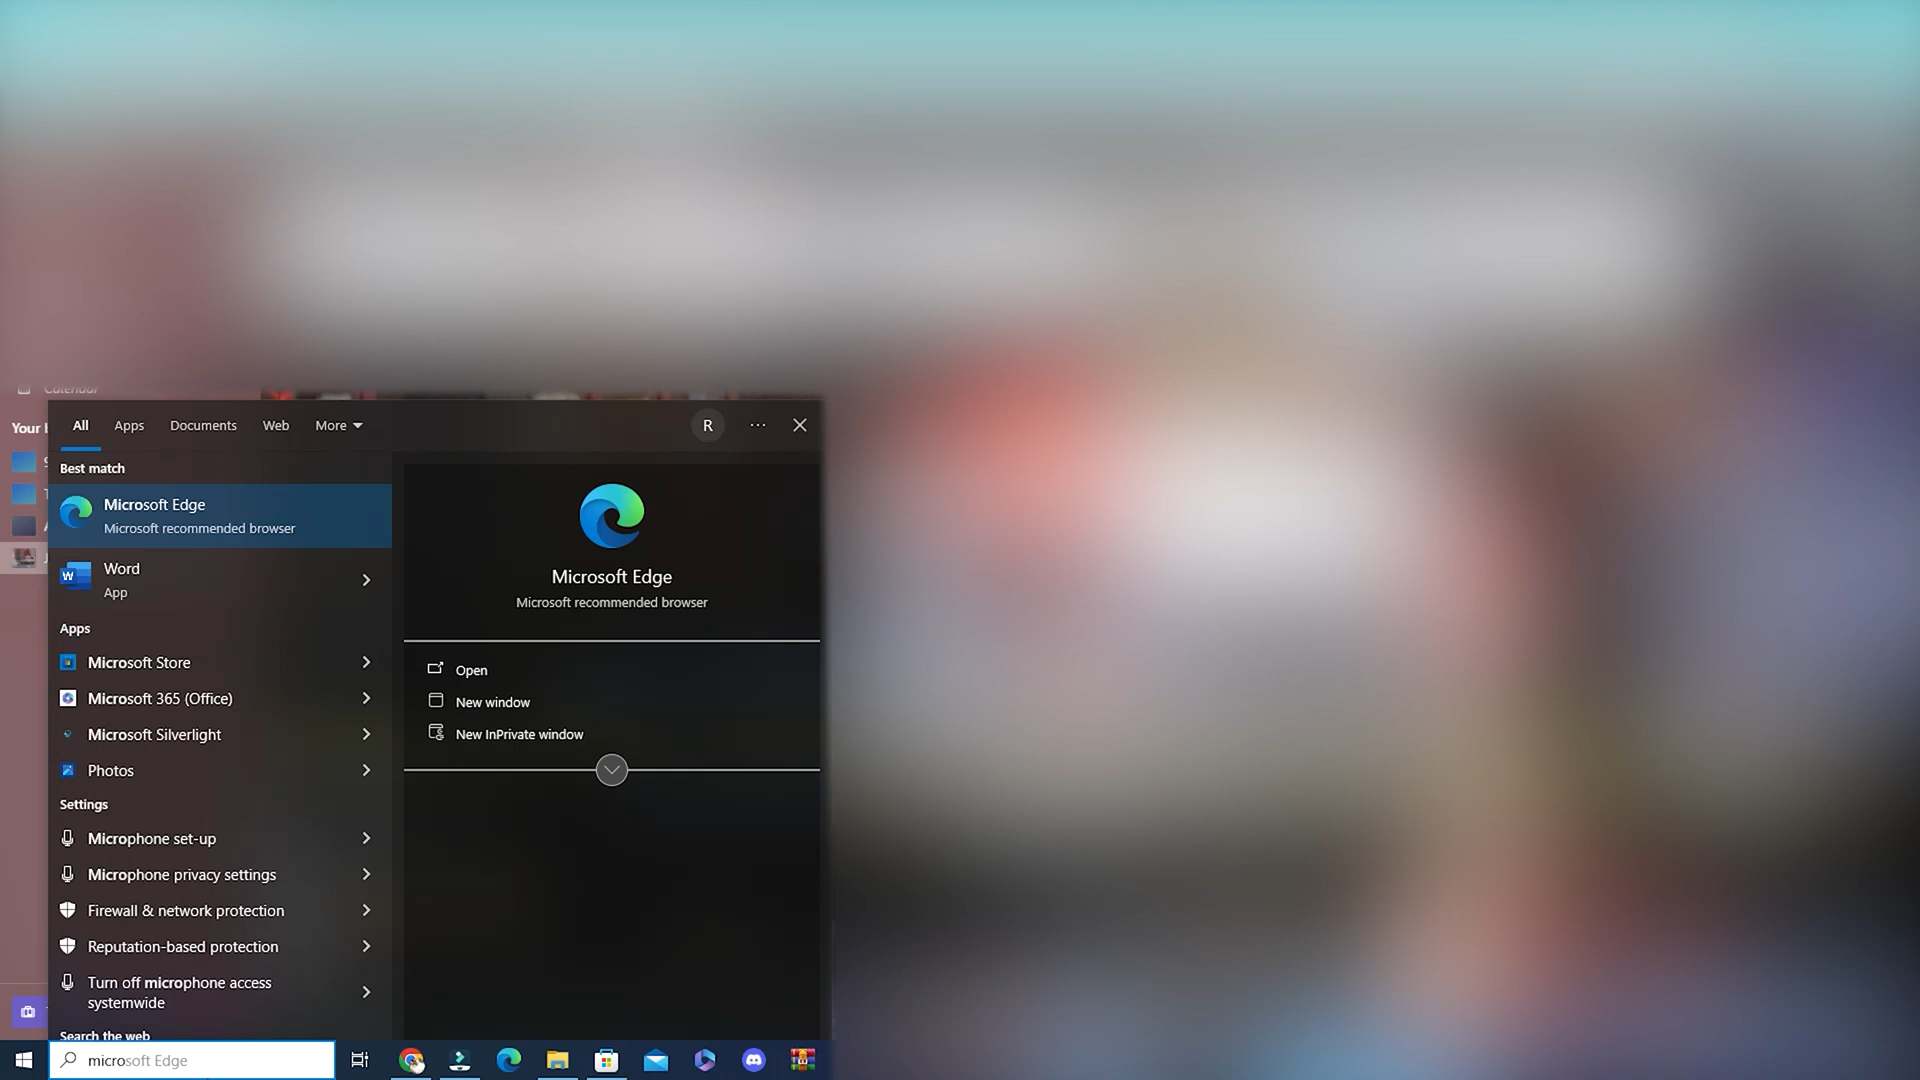 Calendar
Your
All Apps Documents Web More R
Best match
Microsoft Edge
Microsoft recommended browser
Word
App
Apps
Microsoft Store
Microsoft 365 (Office)
Microsoft Silverlight
Photos
Settings
Microphone set-up
Microphone privacy settings
Firewall & network protection
Reputation-based protection
Turn off microphone access
systemwide
Search the web
Microsoft Edge
Microsoft recommended browser
Open
New window
New InPrivate window
microsoft Edge